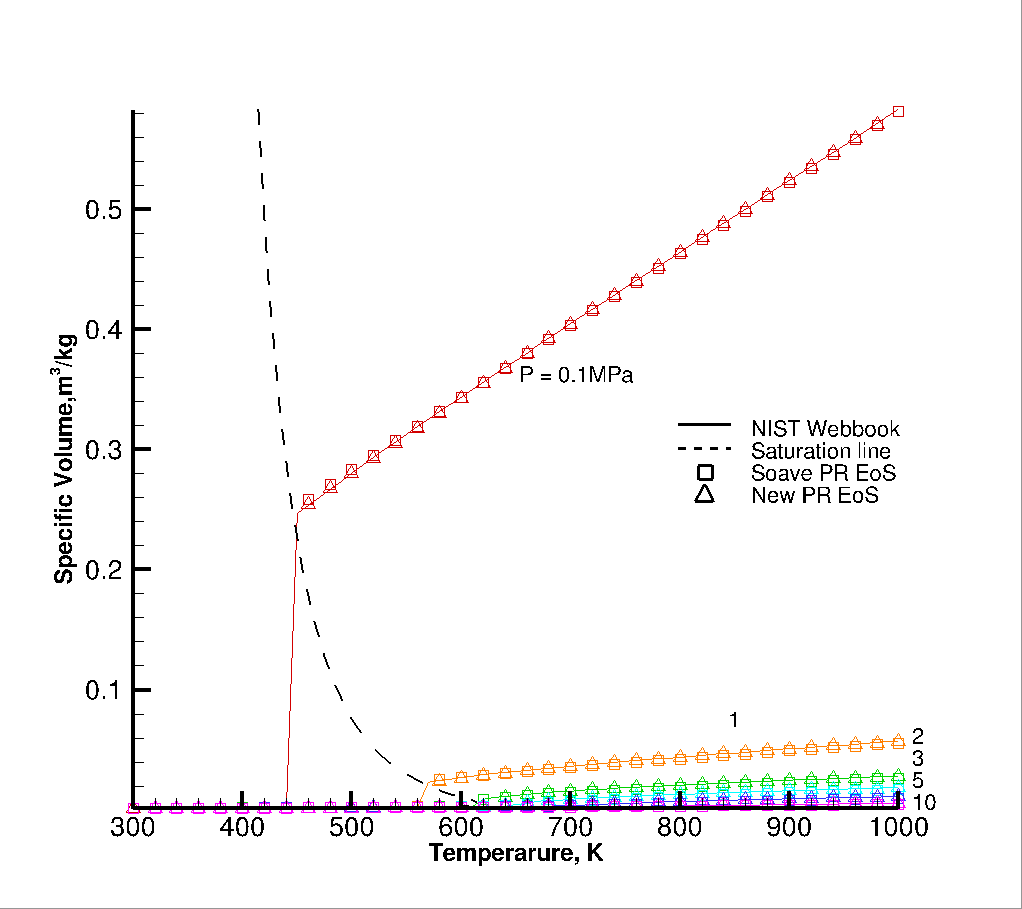 0.5
0.4
0.3
0.2
0.1
Specific Volume,m³/kg
P = 0.1MPa
NIST Webbook
Saturation line
Soave PR EoS
New PR EoS
1
2
3
5
10
300 400 500 600 700 800 900 1000
Temperarure, K